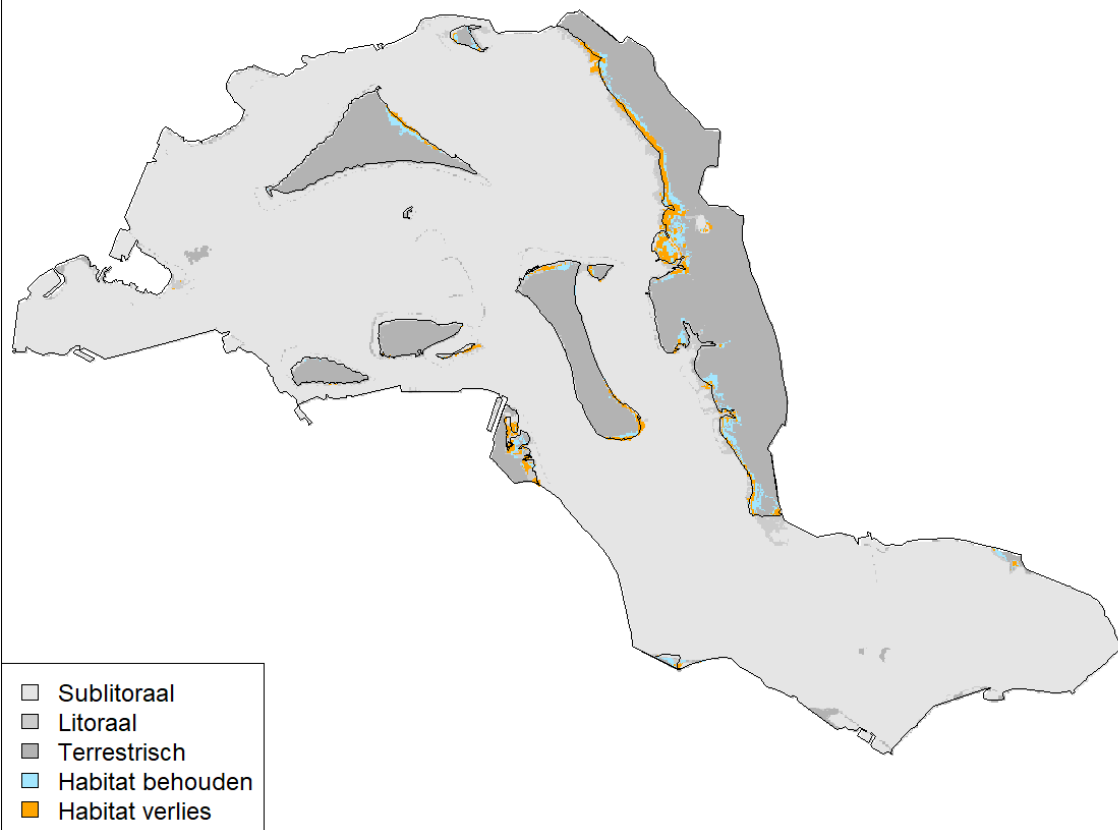 Sublitoraal
Litoraal
Terrestrisch
Habitat behouden
Habitat verlies